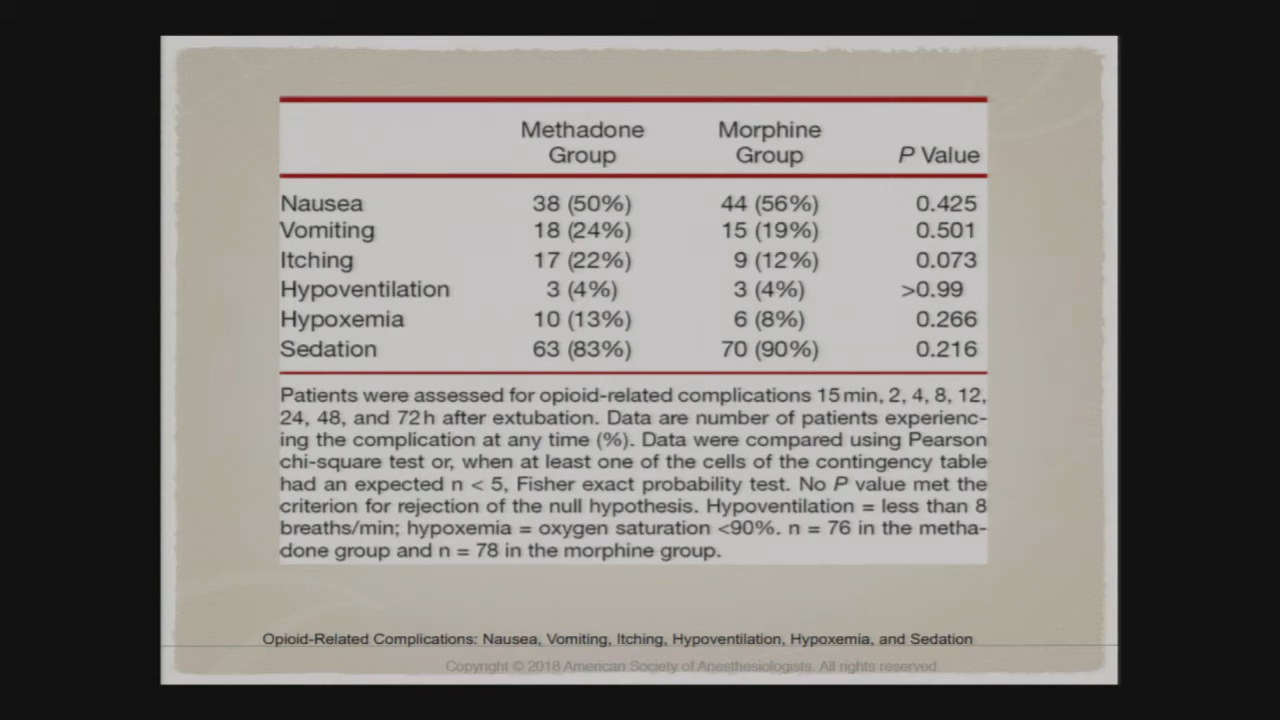 Methadone Group Morphine Group P Value
Nausea 38 (50%) 44 (56%) 0.425
Vomiting 18 (24%) 15 (19%) 0.501
Itching 17 (22%) 9 (12%) 0.073
Hypoventilation 3 (4%) 3 (4%) >0.99
Hypoxemia 10 (13%) 6 (8%) 0.266
Sedation 63 (83%) 70 (90%) 0.216
Patients were assessed for opioid-related complications 15 min, 2, 4, 8, 12,
24, 48, and 72 h after extubation. Data are number of patients experienc-
ing the complication at any time (%). Data were compared using Pearson
chi-square test or, when at least one of the cells of the contingency table
had an expected n < 5, Fisher exact probability test. No P value met the
criterion for rejection of the null hypothesis. Hypoventilation = less than 8
breaths/min; hypoxemia = oxygen saturation <90%. n = 76 in the metha-
done group and n = 78 in the morphine group.
Opioid-Related Complications: Nausea, Vomiting, Itching, Hypoventilation, Hypoxemia, and Sedation
Copyright © 2018 American Society of Anesthesiologists. All rights reserved.